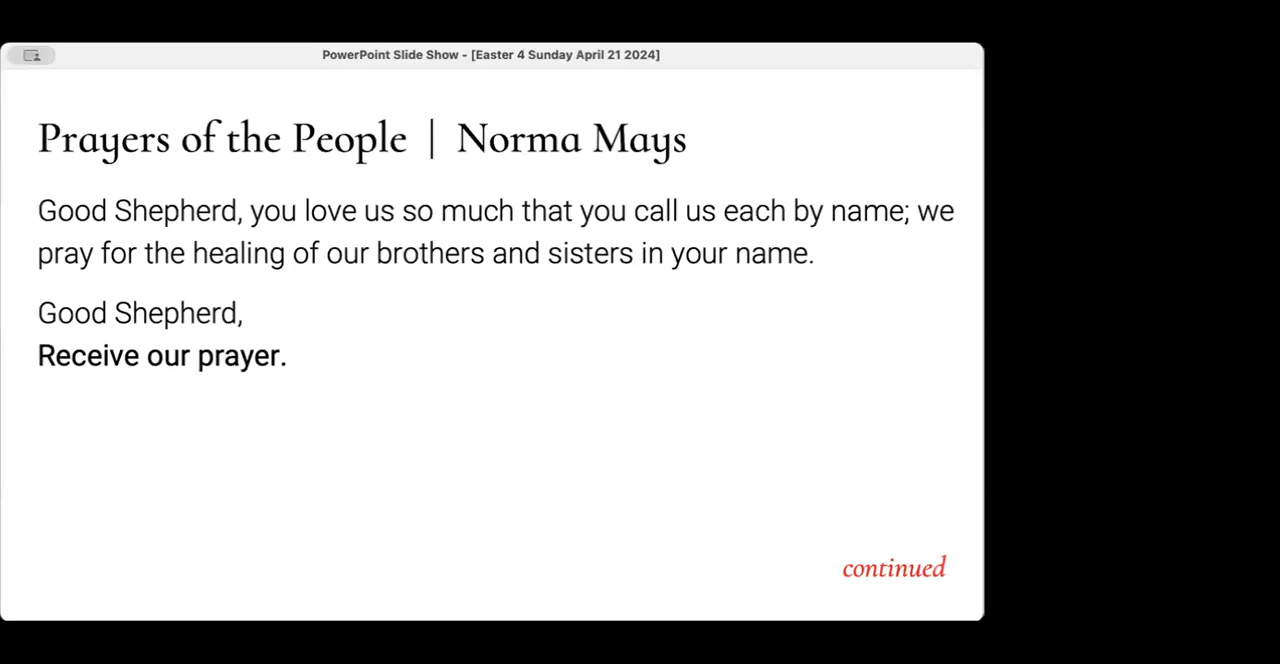 PowerPoint Slide Show - [Easter 4 Sunday April 21 2024]
Prayers of the People | Norma Mays
Good Shepherd, you love us so much that you call us each by name; we
pray for the healing of our brothers and sisters in your name.
Good Shepherd,
Receive our prayer.
continued